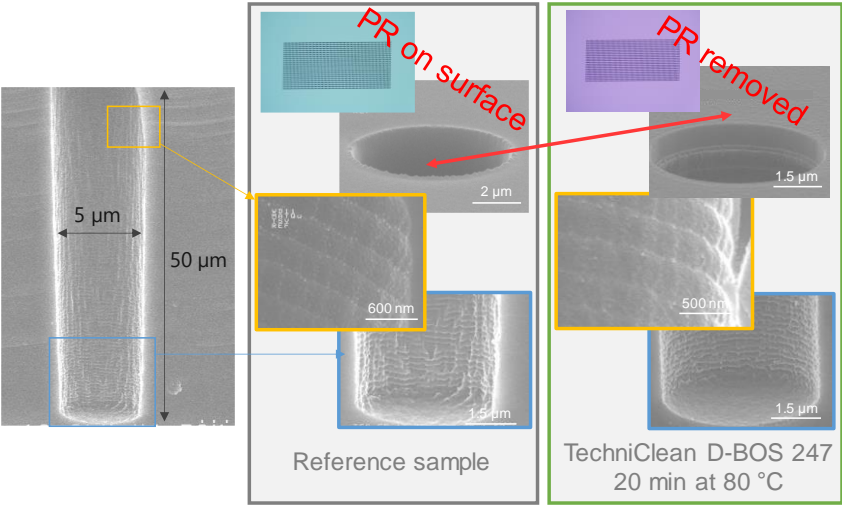 PR on surface
PR removed
2 µm
1.5 µm
5 µm
50 µm
600 nm
500 nm
1.5 µm
1.5 µm
Reference sample
TechniClean D-BOS 247
20 min at 80 °C